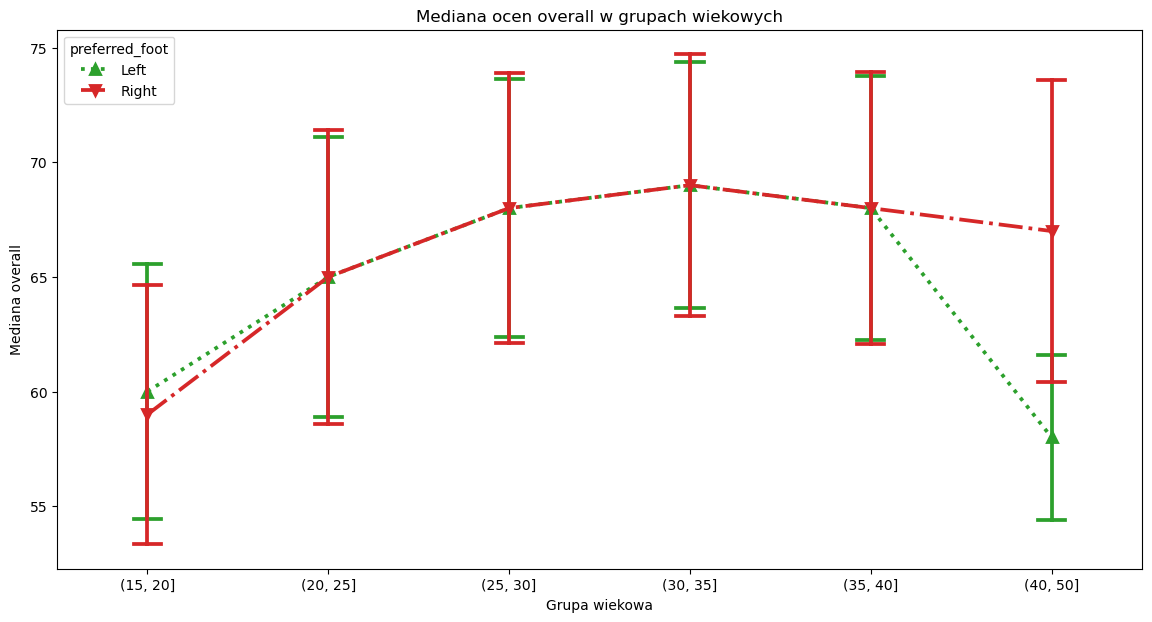 Mediana ocen overall w grupach wiekowych
preferred_foot
Left
Right
Mediana overall
75
70
65
60
55
(15, 20]
(20, 25]
(25, 30]
(30, 35]
(35, 40]
(40, 50]
Grupa wiekowa